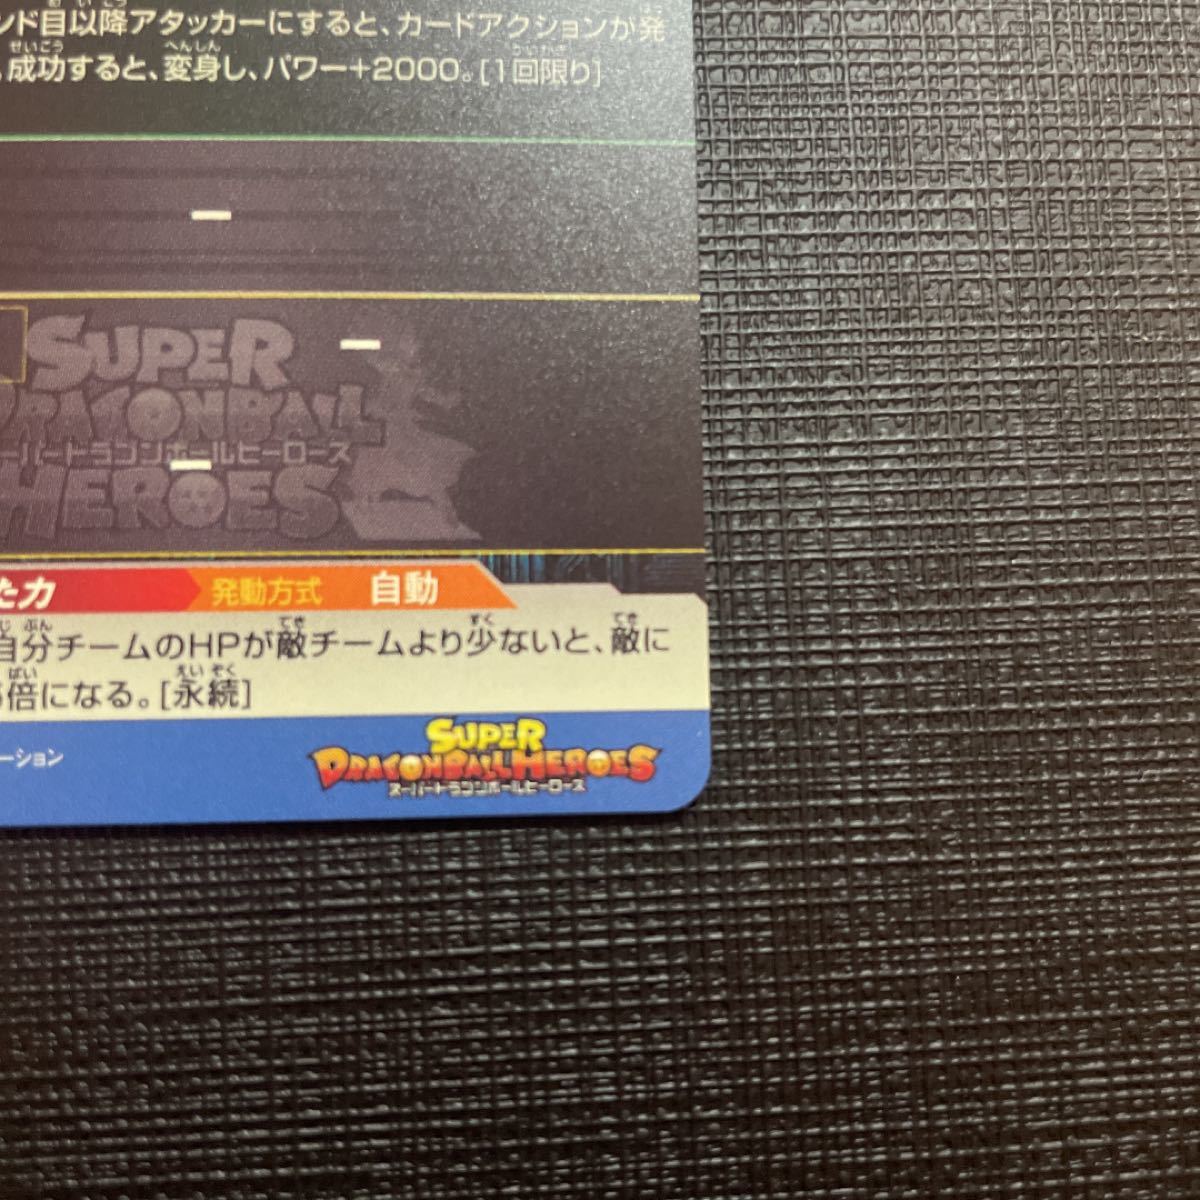 ンド目以降アタッカーにすると、カードアクションが発
。成功すると、変身し、パワー+2000。[1回限り]
SUPER
DRAGONBALL
ーパードラゴンボールヒーローズ
HEROES
た力 発動方式 自動
自分チームのHPが敵チームより少ないと、敵に
倍になる。[永続]
ーション
SUPER
DRAGONBALL HEROES
スーパードラゴンボールヒーローズ